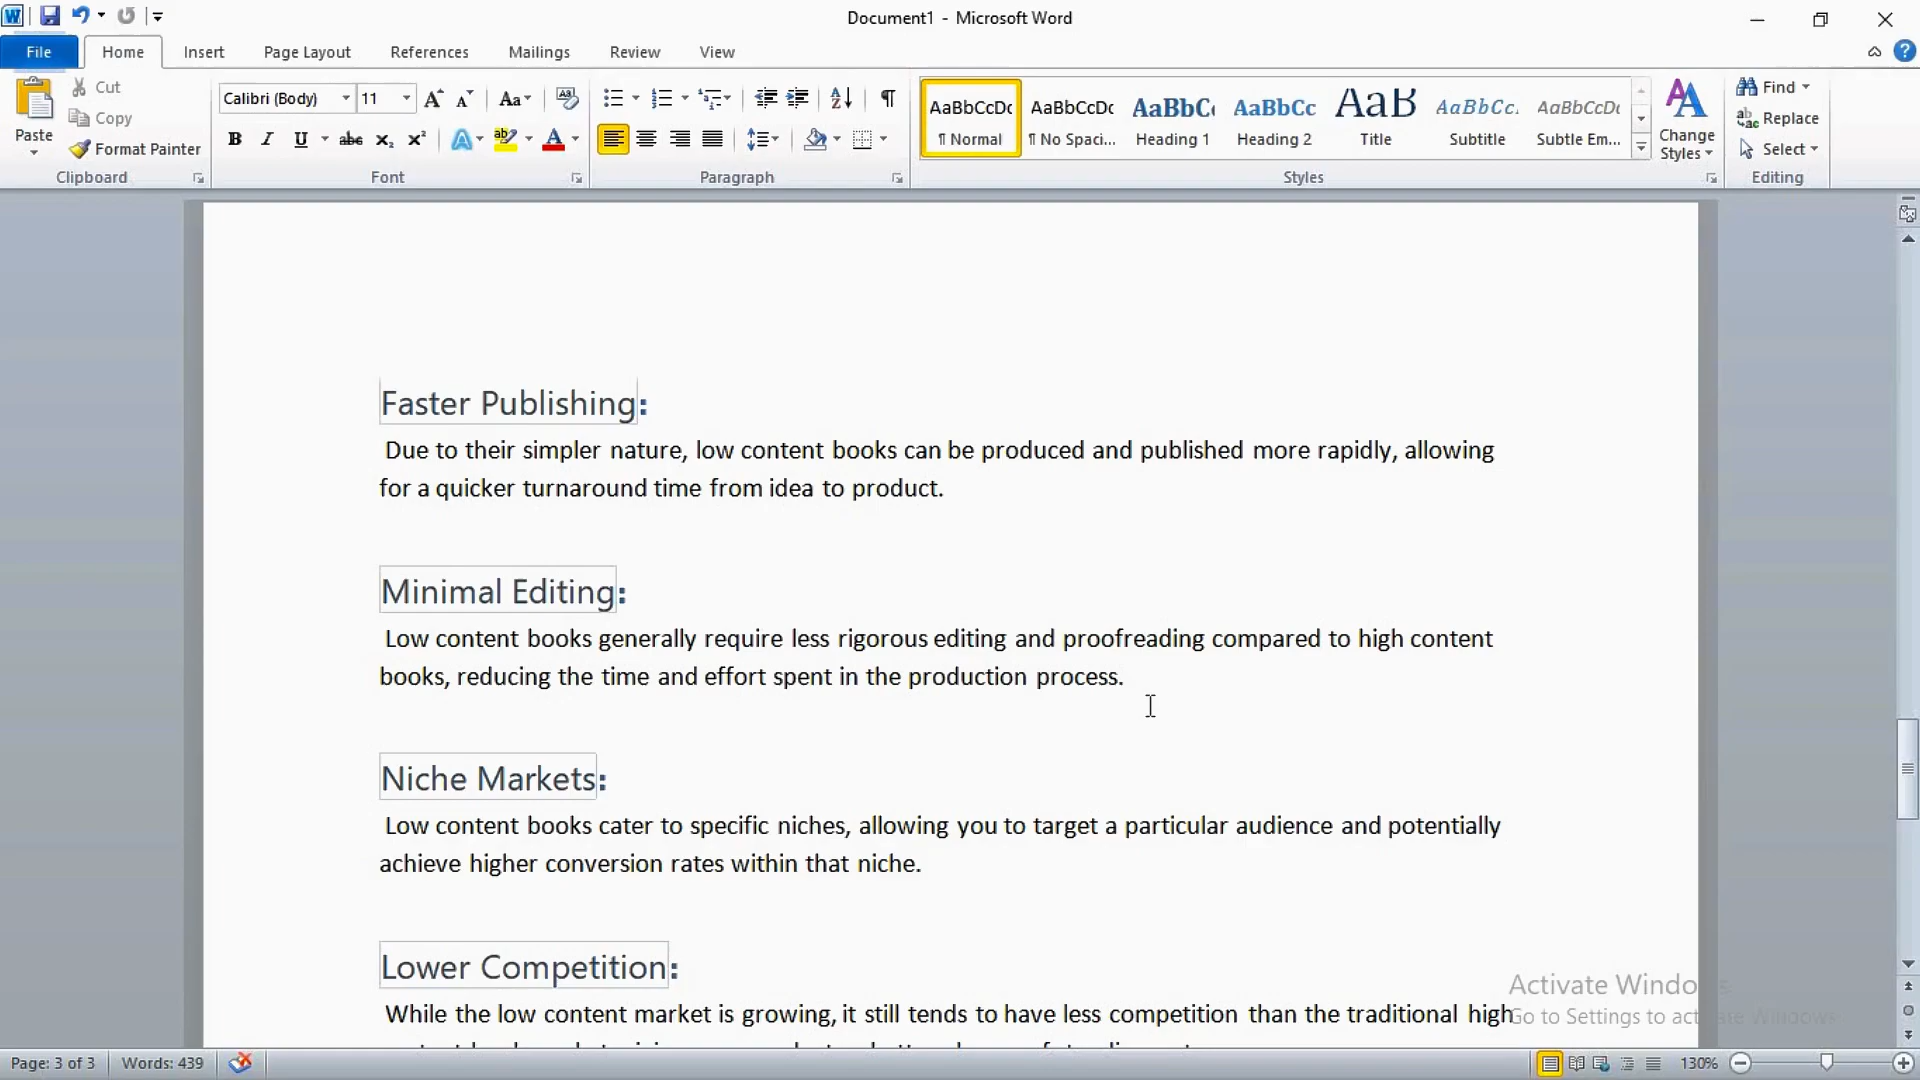 Document1 - Microsoft Word
File Home Insert Page Layout References Mailings Review View
Paste
Cut
Copy
Format Painter
Clipboard
Calibri (Body) 11
Font
Paragraph
AaBbCcDc AaBbCcDc AaBbC AaBbCc AaB AaBbCc. AaBbCcDc
¶ Normal ¶ No Spaci... Heading 1 Heading 2 Title Subtitle Subtle Em...
Change
Styles
Styles
Find
Replace
Select
Editing
Faster Publishing:
Due to their simpler nature, low content books can be produced and published more rapidly, allowing
for a quicker turnaround time from idea to product.
Minimal Editing:
Low content books generally require less rigorous editing and proofreading compared to high content
books, reducing the time and effort spent in the production process.
Niche Markets:
Low content books cater to specific niches, allowing you to target a particular audience and potentially
achieve higher conversion rates within that niche.
Lower Competition:
While the low content market is growing, it still tends to have less competition than the traditional high
Activate Windows
Go to Settings to activate Windows.
Page: 3 of 3 Words: 439 130%